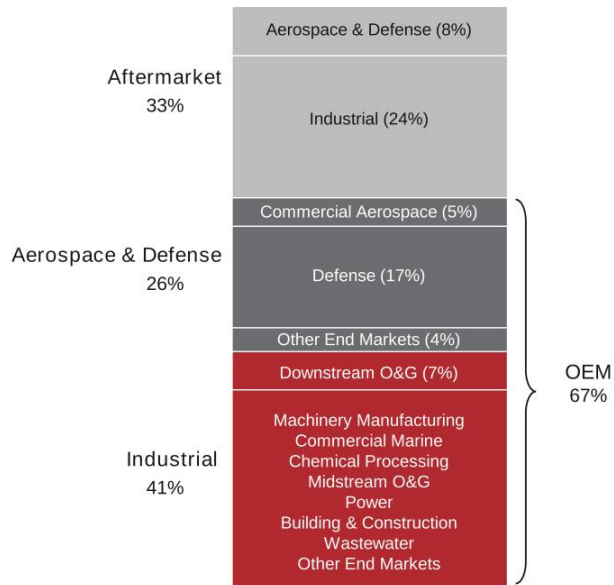 Aftermarket
33%
Aerospace & Defense (8%)
Industrial (24%)
Aerospace & Defense
26%
Commercial Aerospace (5%)
Defense (17%)
Other End Markets (4%)
Industrial
41%
Downstream O&G (7%)
Machinery Manufacturing
Commercial Marine
Chemical Processing
Midstream O&G
Power
Building & Construction
Wastewater
Other End Markets
OEM
67%